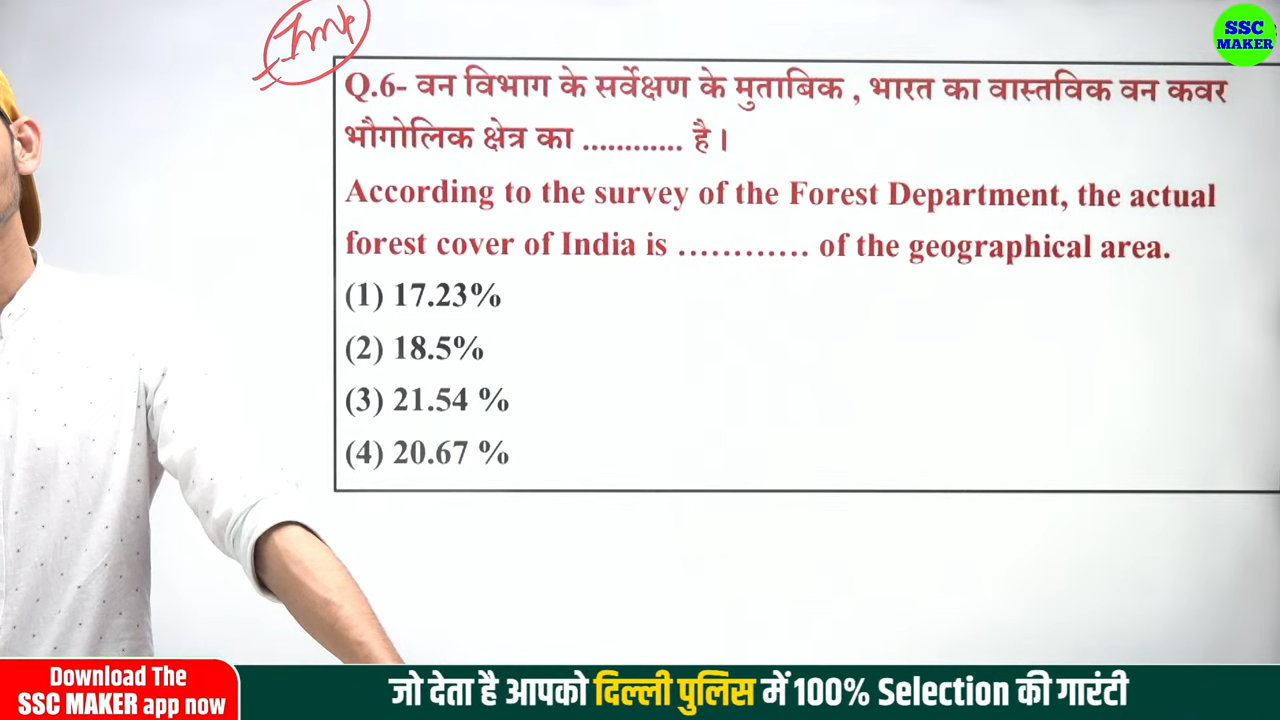 Imp
SSC
MAKER
Q.6- वन विभाग के सर्वेक्षण के मुताबिक , भारत का वास्तविक वन कवर
भौगोलिक क्षेत्र का ............ है।
According to the survey of the Forest Department, the actual
forest cover of India is ………… of the geographical area.
(1) 17.23%
(2) 18.5%
(3) 21.54 %
(4) 20.67 %
Download The
SSC MAKER app now
जो देता है आपको दिल्ली पुलिस में 100% Selection की गारंटी